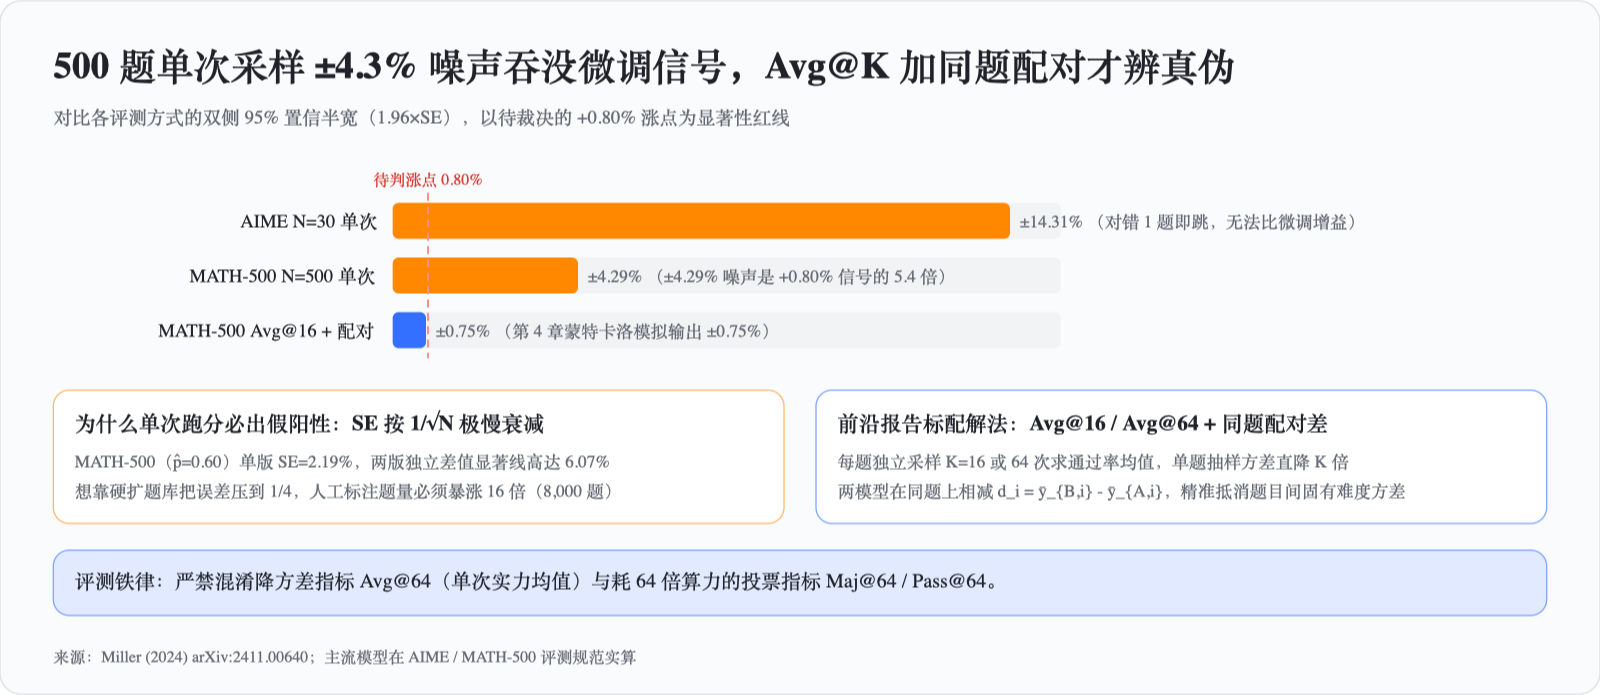 500 题单次采样 ±4.3% 噪声吞没微调信号，Avg@K 加同题配对才辨真伪
对比各评测方式的双侧 95% 置信半宽（1.96×SE），以待裁决的 +0.80% 涨点为显著性红线
待判涨点 0.80%
AIME N=30 单次 ±14.31% （对错 1 题即跳，无法比微调增益）
MATH-500 N=500 单次 ±4.29% （±4.29% 噪声是 +0.80% 信号的 5.4 倍）
MATH-500 Avg@16 + 配对 ±0.75% （第 4 章蒙特卡洛模拟输出 ±0.75%）
为什么单次跑分必出假阳性：SE 按 1/√N 极慢衰减
MATH-500（p̂=0.60）单版 SE=2.19%，两版独立差值显著线高达 6.07%
想靠硬扩题库把误差压到 1/4，人工标注题量必须暴涨 16 倍（8,000 题）
前沿报告标配解法：Avg@16 / Avg@64 + 同题配对差
每题独立采样 K=16 或 64 次求通过率均值，单题抽样方差直降 K 倍
两模型在同题上相减 d_i = ȳ_{B,i} - ȳ_{A,i}，精准抵消题目间固有难度方差
评测铁律：严禁混淆降方差指标 Avg@64（单次实力均值）与耗 64 倍算力的投票指标 Maj@64 / Pass@64。
来源：Miller (2024) arXiv:2411.00640；主流模型在 AIME / MATH-500 评测规范实算